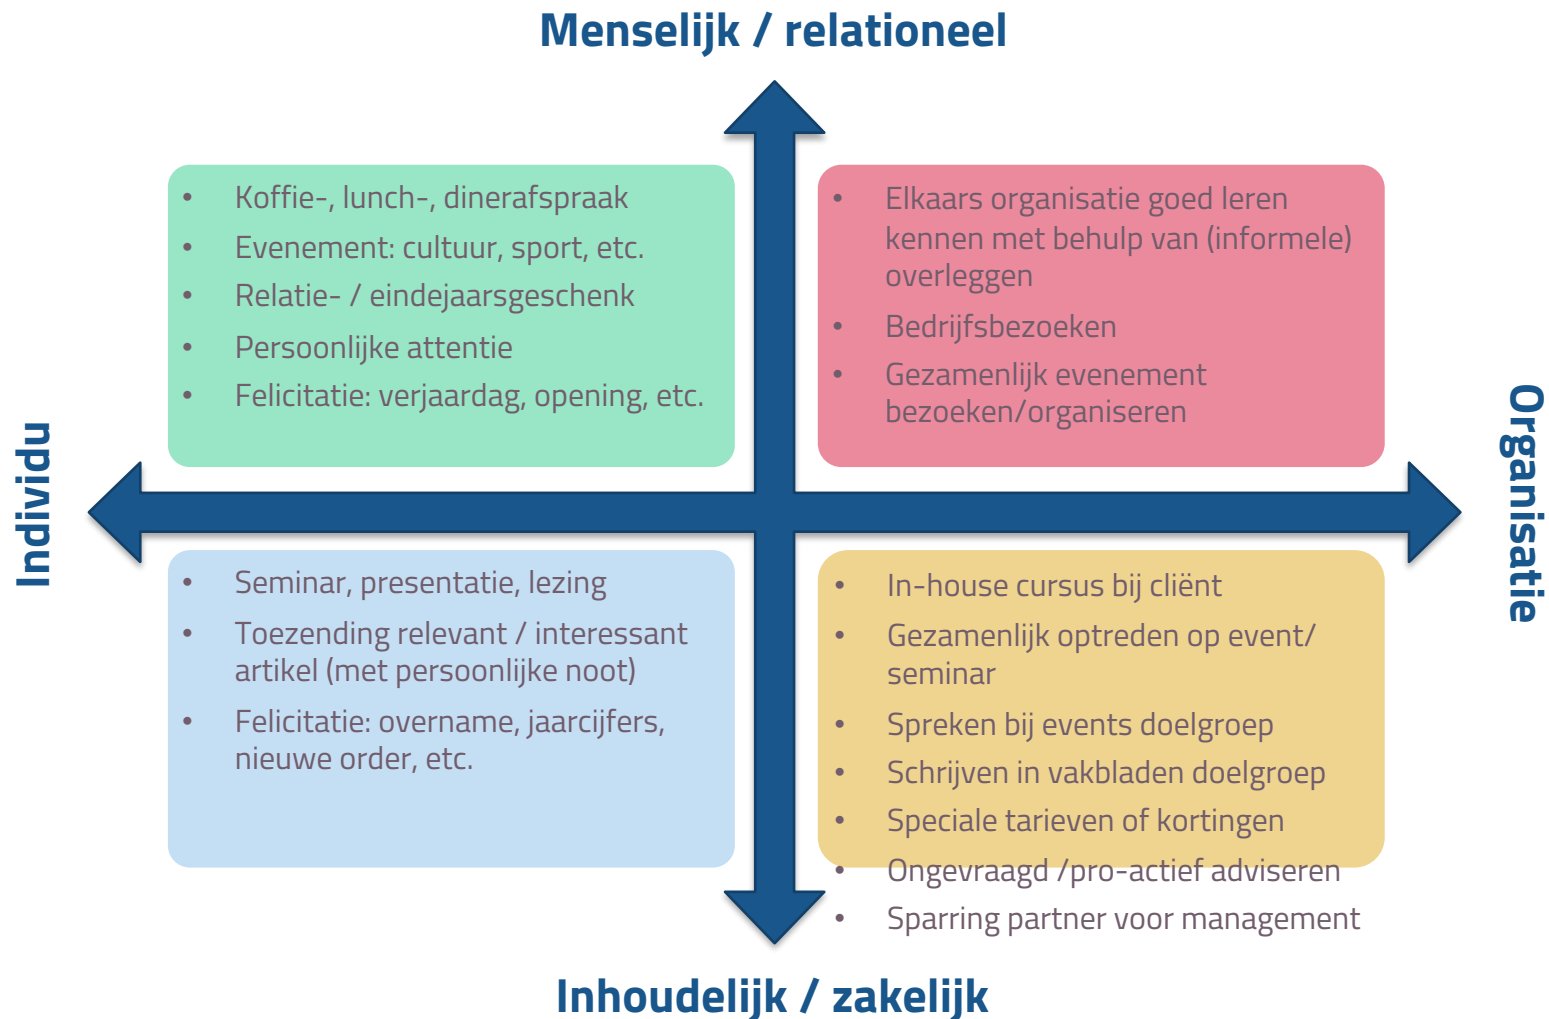 Menselijk / relationeel
• Koffie-, lunch-, dinerafspraak
• Evenement: cultuur, sport, etc.
• Relatie- / eindejaarsgeschenk
• Persoonlijke attentie
• Felicitatie: verjaardag, opening, etc.
• Elkaars organisatie goed leren
kennen met behulp van (informele)
overleggen
• Bedrijfsbezoeken
• Gezamenlijk evenement
bezoeken/organiseren
Individu
Organisatie
• Seminar, presentatie, lezing
• Toezending relevant / interessant
artikel (met persoonlijke noot)
• Felicitatie: overname, jaarcijfers,
nieuwe order, etc.
• In-house cursus bij cliënt
• Gezamenlijk optreden op event/
seminar
• Spreken bij events doelgroep
• Schrijven in vakbladen doelgroep
• Speciale tarieven of kortingen
• Ongevraagd /pro-actief adviseren
• Sparring partner voor management
Inhoudelijk / zakelijk